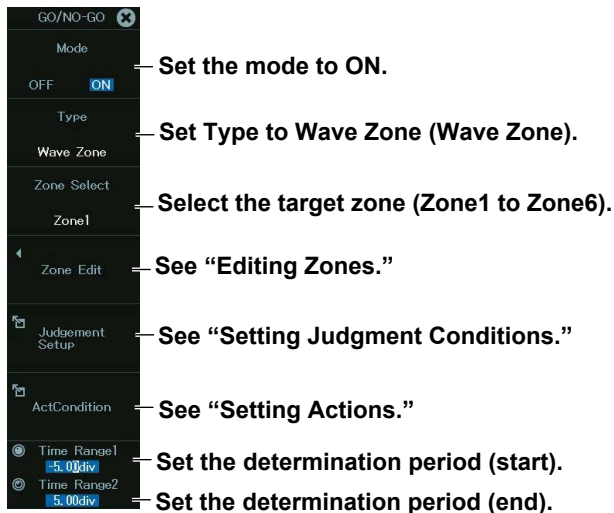 GO/NO-GO
Mode
OFF ON
Set the mode to ON.
Type
Wave Zone
Set Type to Wave Zone (Wave Zone).
Zone Select
Zone1
Select the target zone (Zone1 to Zone6).
Zone Edit
See “Editing Zones.”
Judgement
Setup
See “Setting Judgment Conditions.”
ActCondition
See “Setting Actions.”
Time Range1
-5.00div
Set the determination period (start).
Time Range2
5.00div
Set the determination period (end).